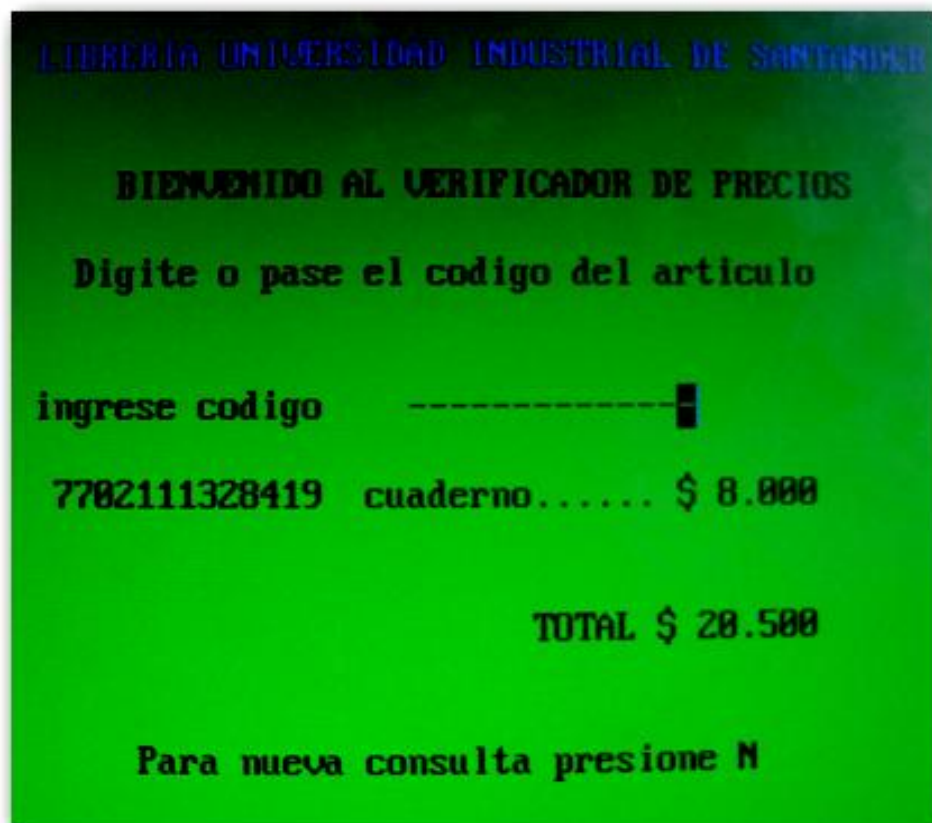 LIBRERIA UNIVERSIDAD INDUSTRIAL DE SANTANDER
BIENVENIDO AL VERIFICADOR DE PRECIOS
Digite o pase el codigo del articulo
ingrese codigo -------------
7702111328419 cuaderno...... $ 8.000
TOTAL $ 20.500
Para nueva consulta presione N